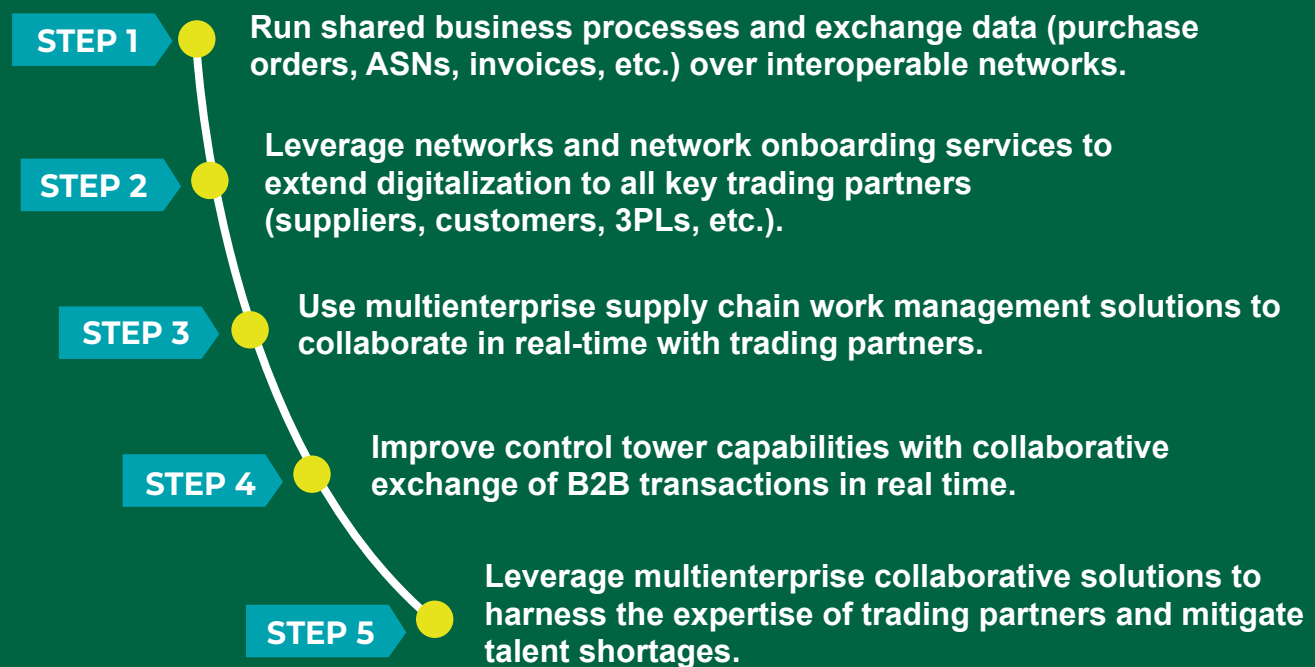 STEP 1
Run shared business processes and exchange data (purchase
orders, ASNs, invoices, etc.) over interoperable networks.
STEP 2
Leverage networks and network onboarding services to
extend digitalization to all key trading partners
(suppliers, customers, 3PLs, etc.).
STEP 3
Use multienterprise supply chain work management solutions to
collaborate in real-time with trading partners.
STEP 4
Improve control tower capabilities with collaborative
exchange of B2B transactions in real time.
STEP 5
Leverage multienterprise collaborative solutions to
harness the expertise of trading partners and mitigate
talent shortages.